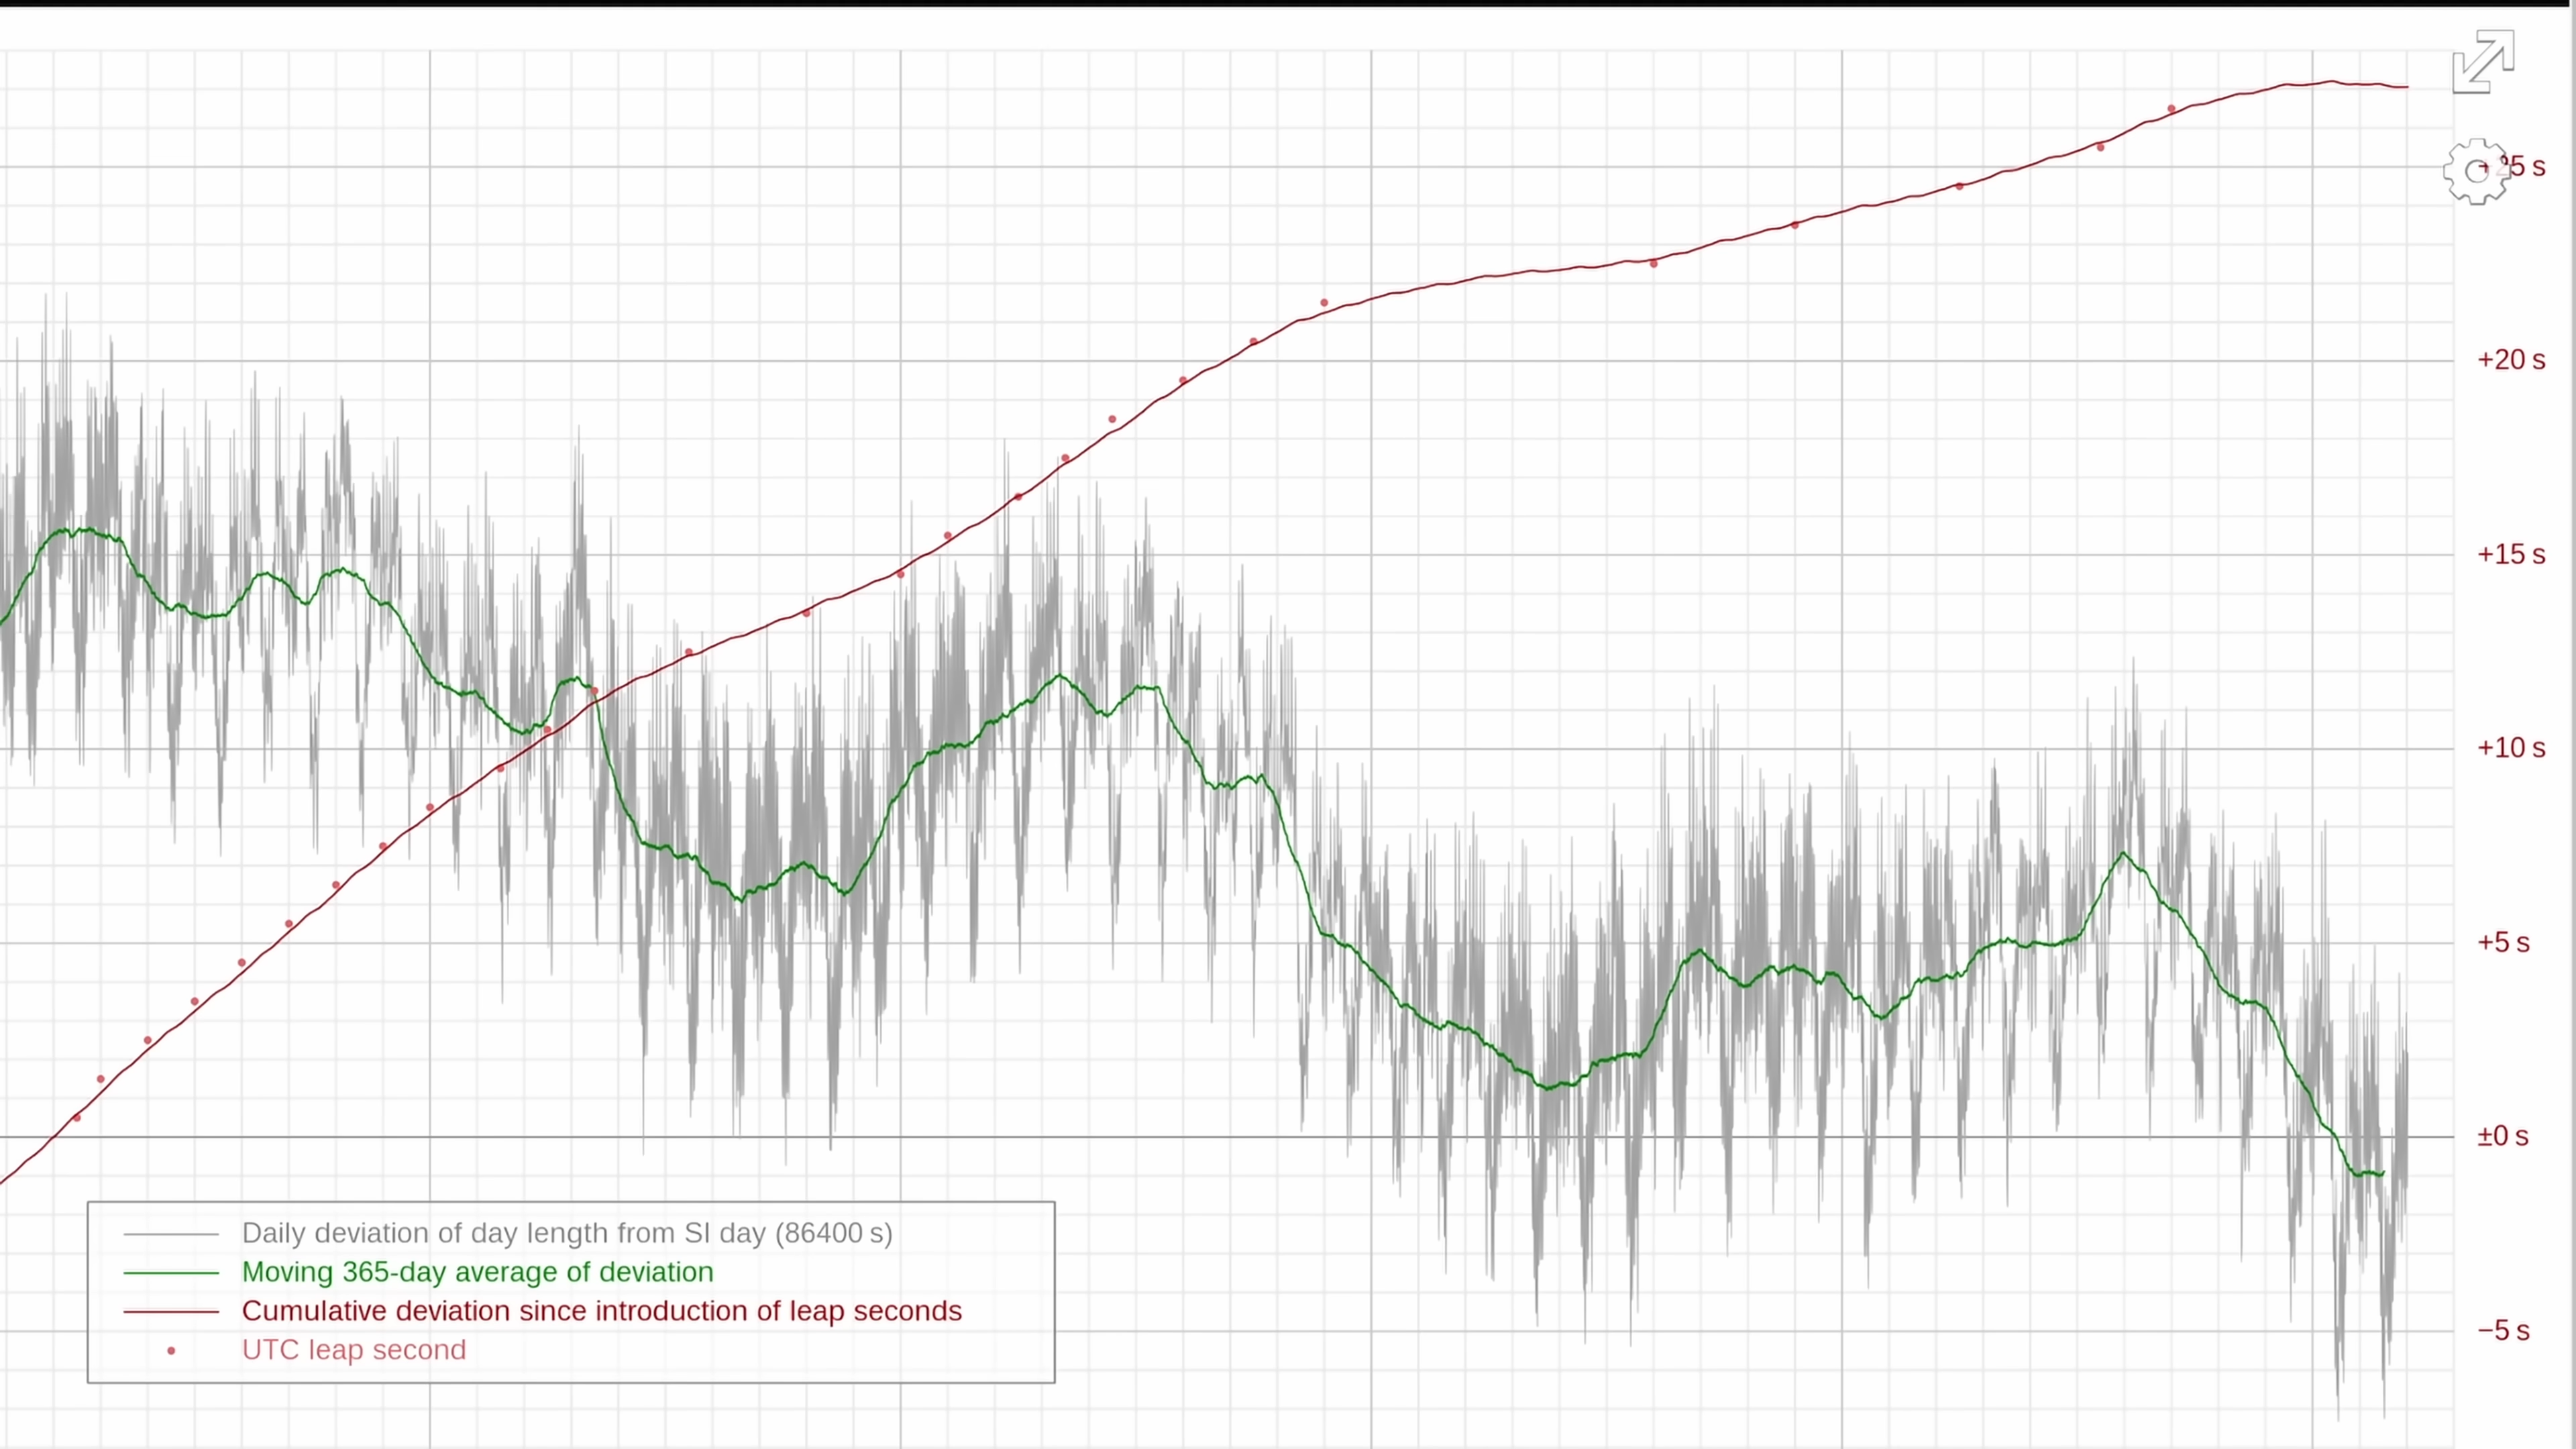 5 s
+20 s
+15 s
+10 s
+5 s
±0 s
−5 s
Daily deviation of day length from SI day (86400 s)
Moving 365-day average of deviation
Cumulative deviation since introduction of leap seconds
UTC leap second